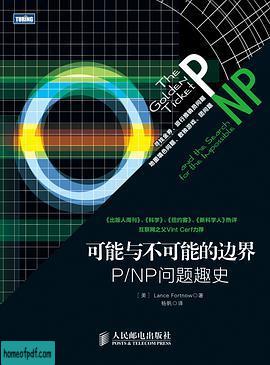 TURING
图灵
The
Golden
Ticket
P
NP
and the Search
for the Impossible
《出版人周刊》、《科学》、《纽约客》、《新科学人》热评
互联网之父Vint Cerf力荐
可能与不可能的边界
P/NP问题趣史
[美] Lance Fortnow 著
杨帆 译
人民邮电出版社
POSTS & TELECOM PRESS
homeofpdf.com